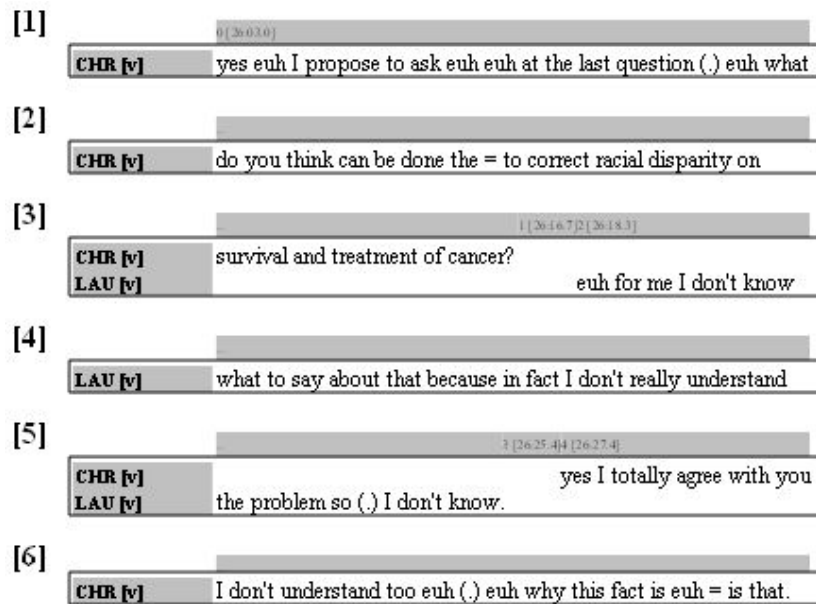 [1]
0 [26:03.0]
CHR [v] yes euh I propose to ask euh euh at the last question (.) euh what
[2]
..
CHR [v] do you think can be done the = to correct racial disparity on
[3]
.. 1 [26:16.7] 2 [26:18.3]
CHR [v] survival and treatment of cancer?
LAU [v] euh for me I don't know
[4]
..
LAU [v] what to say about that because in fact I don't really understand
[5]
.. 3 [26:25.4] 4 [26:27.4]
CHR [v] yes I totally agree with you
LAU [v] the problem so (.) I don't know.
[6]
CHR [v] I don't understand too euh (.) euh why this fact is euh = is that.